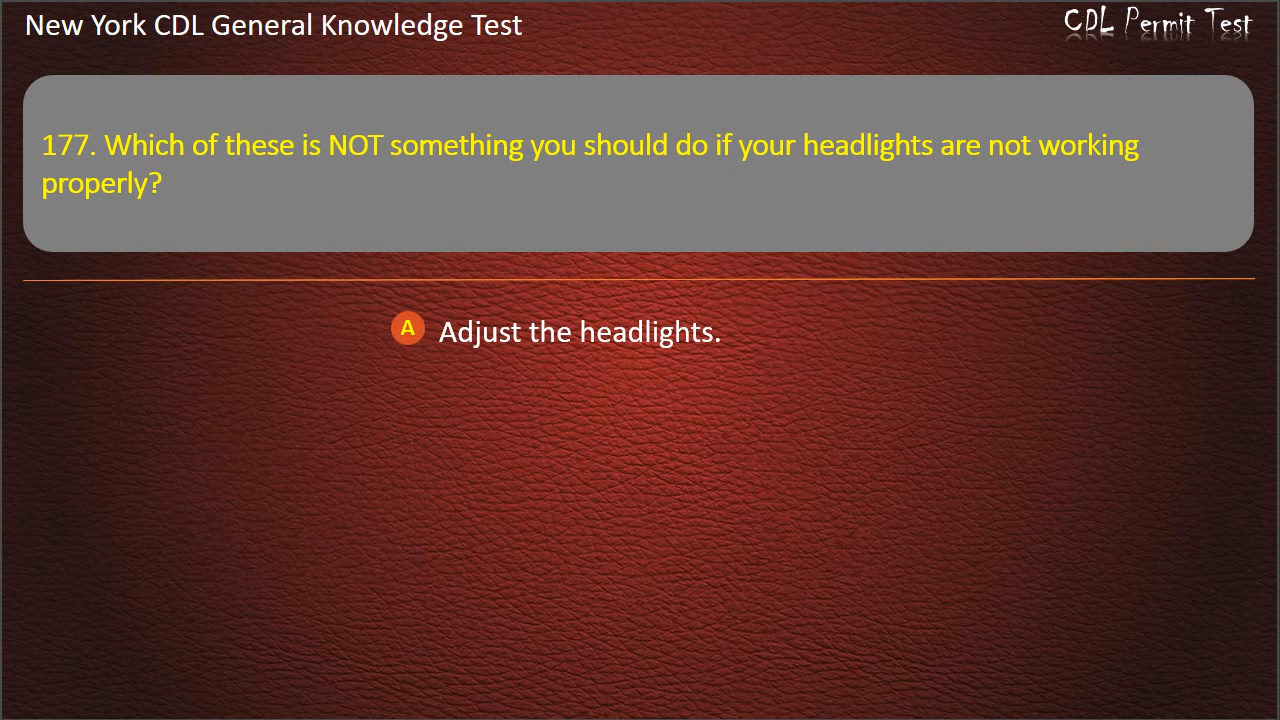 New York CDL General Knowledge Test
CDL Permit Test
177. Which of these is NOT something you should do if your headlights are not working
properly?
A Adjust the headlights.